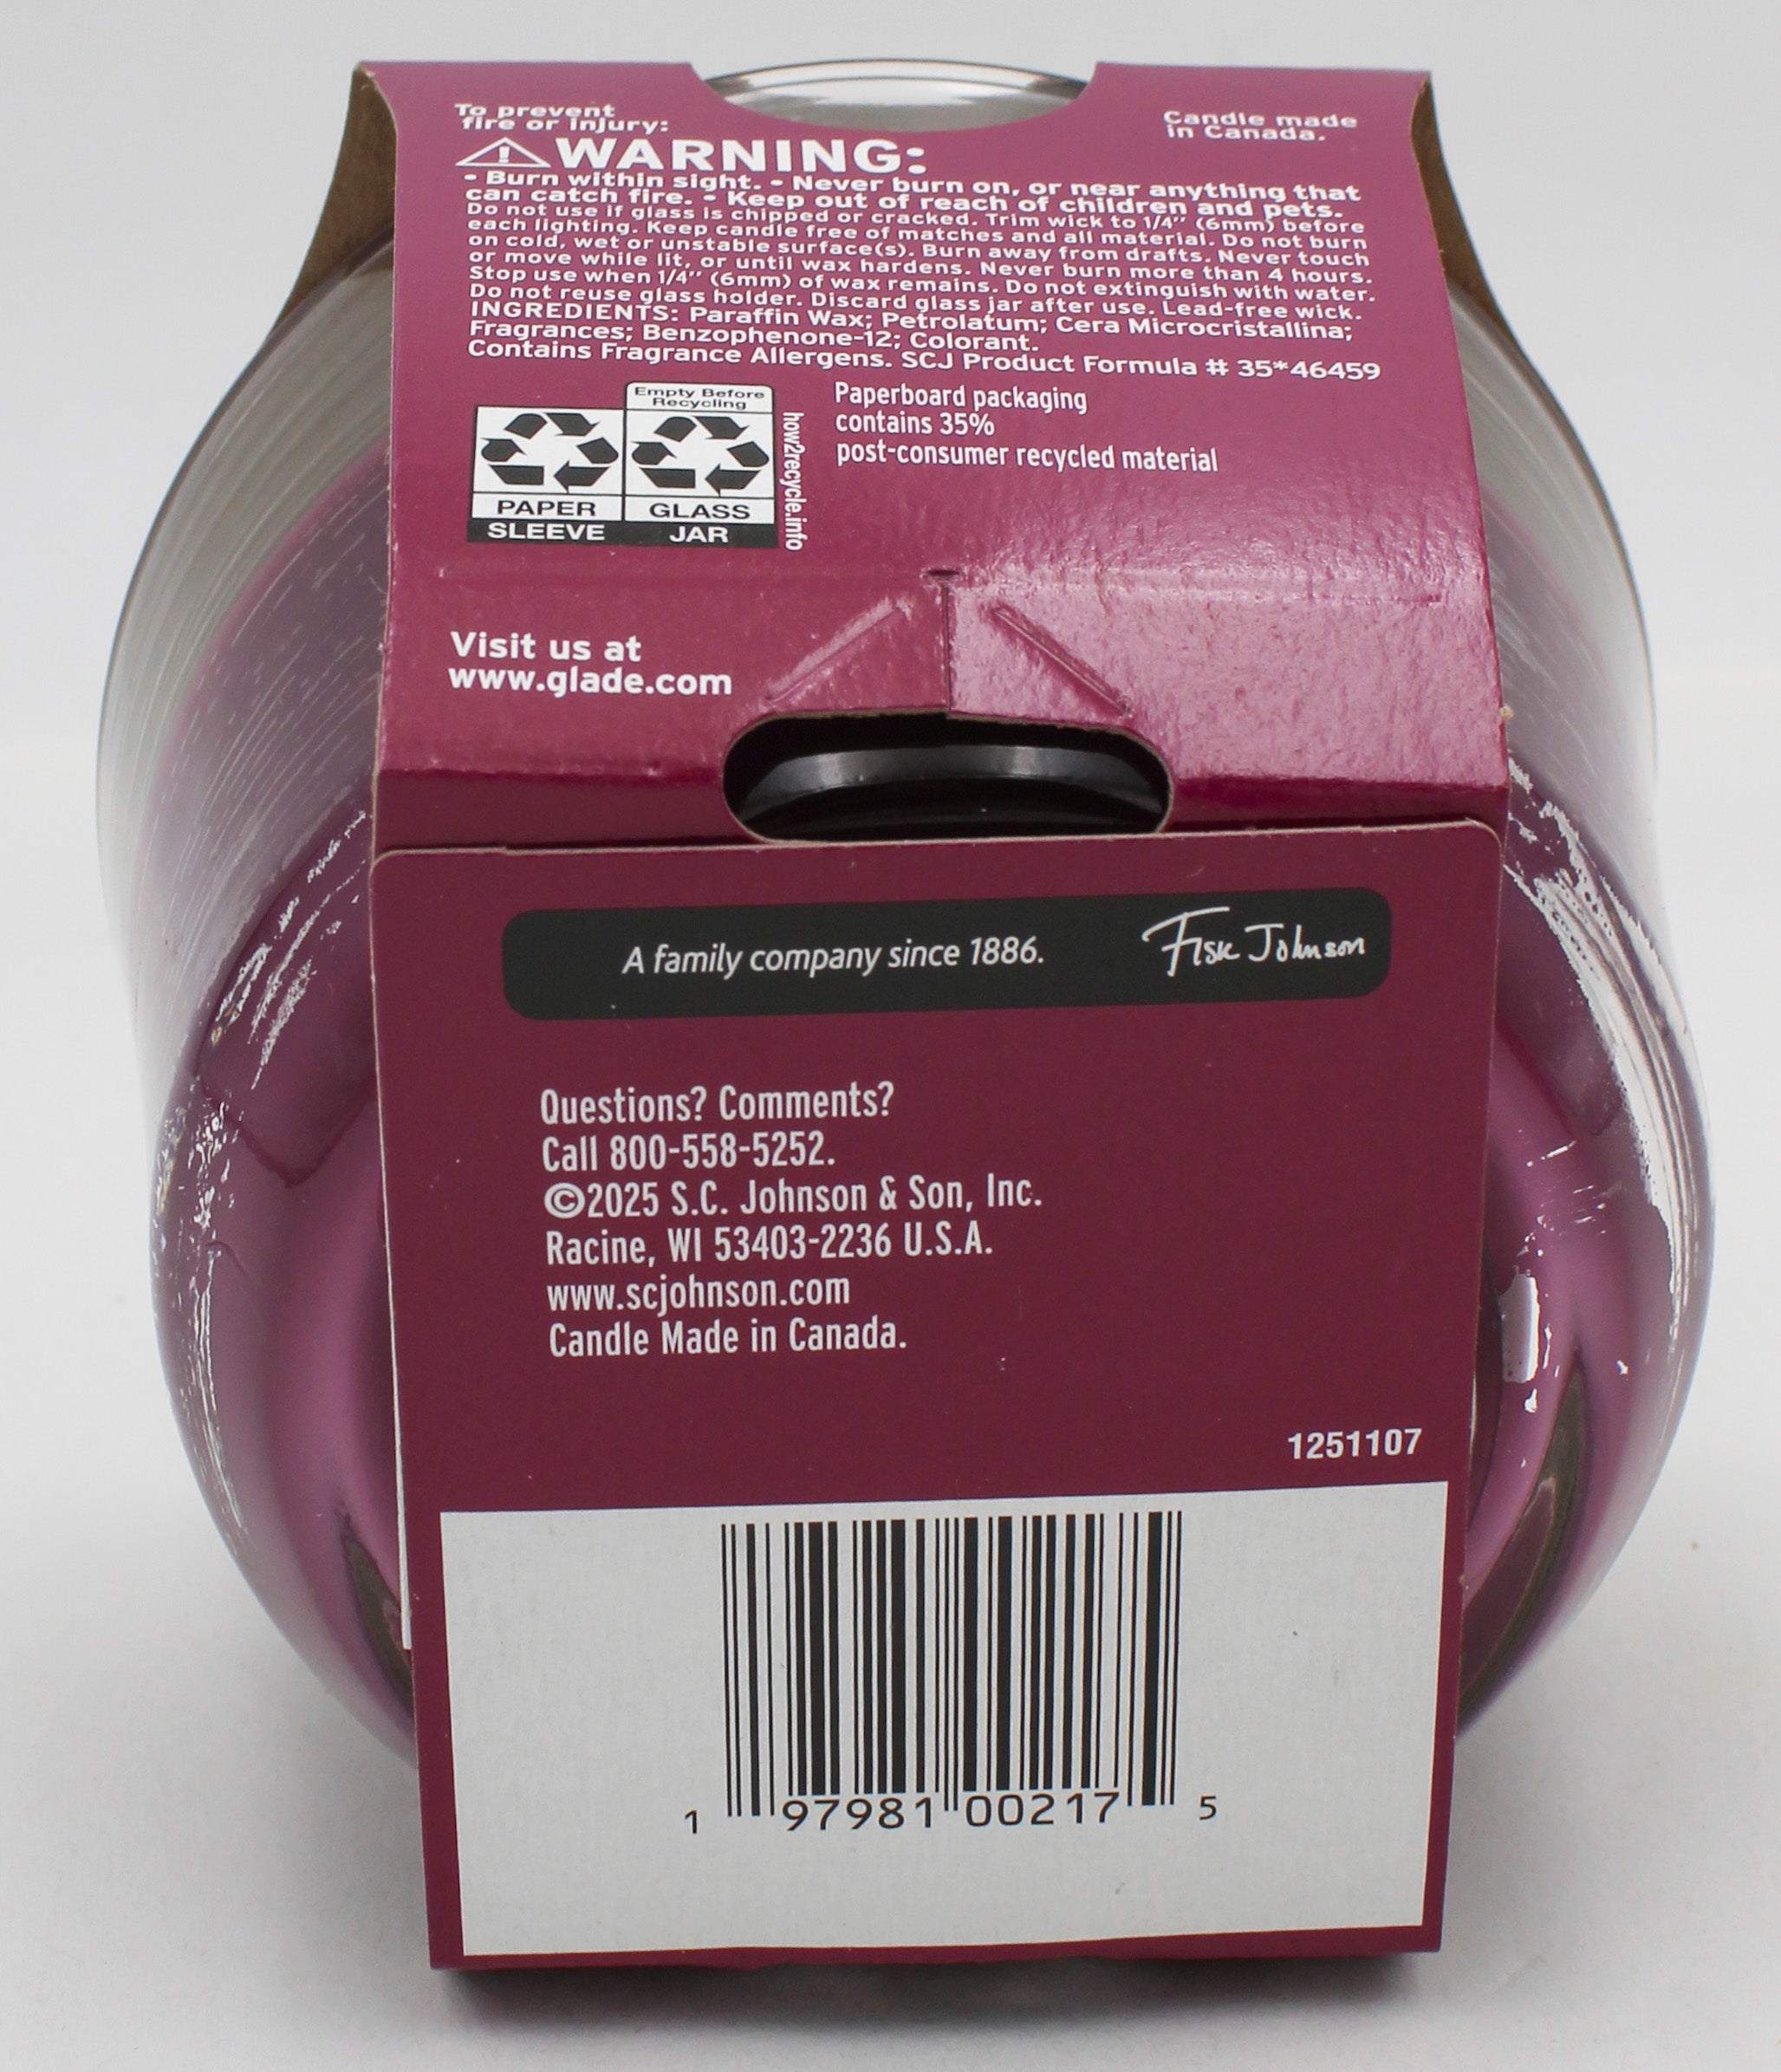 To prevent
fire or injury:
Candle made
in Canada.
WARNING:
• Burn within sight. • Never burn on, or near anything that
can catch fire. • Keep out of reach of children and pets.
Do not use if glass is chipped or cracked. Trim wick to 1/4" (6mm) before
each lighting. Keep candle free of matches and all material. Do not burn
on cold, wet or unstable surface(s). Burn away from drafts. Never touch
or move while lit, or until wax hardens. Never burn more than 4 hours.
Stop use when 1/4" (6mm) of wax remains. Do not extinguish with water.
Do not reuse glass holder. Discard glass jar after use. Lead-free wick.
INGREDIENTS: Paraffin Wax; Petrolatum; Cera Microcristallina;
Fragrances; Benzophenone-12; Colorant.
Contains Fragrance Allergens. SCJ Product Formula # 35*46459
Empty Before
Recycling
PAPER
SLEEVE
GLASS
JAR
how2recycle.info
Paperboard packaging
contains 35%
post-consumer recycled material
Visit us at
www.glade.com
A family company since 1886.
Fisk Johnson
Questions? Comments?
Call 800-558-5252.
©2025 S.C. Johnson & Son, Inc.
Racine, WI 53403-2236 U.S.A.
www.scjohnson.com
Candle Made in Canada.
1251107
1 97981 00217 5